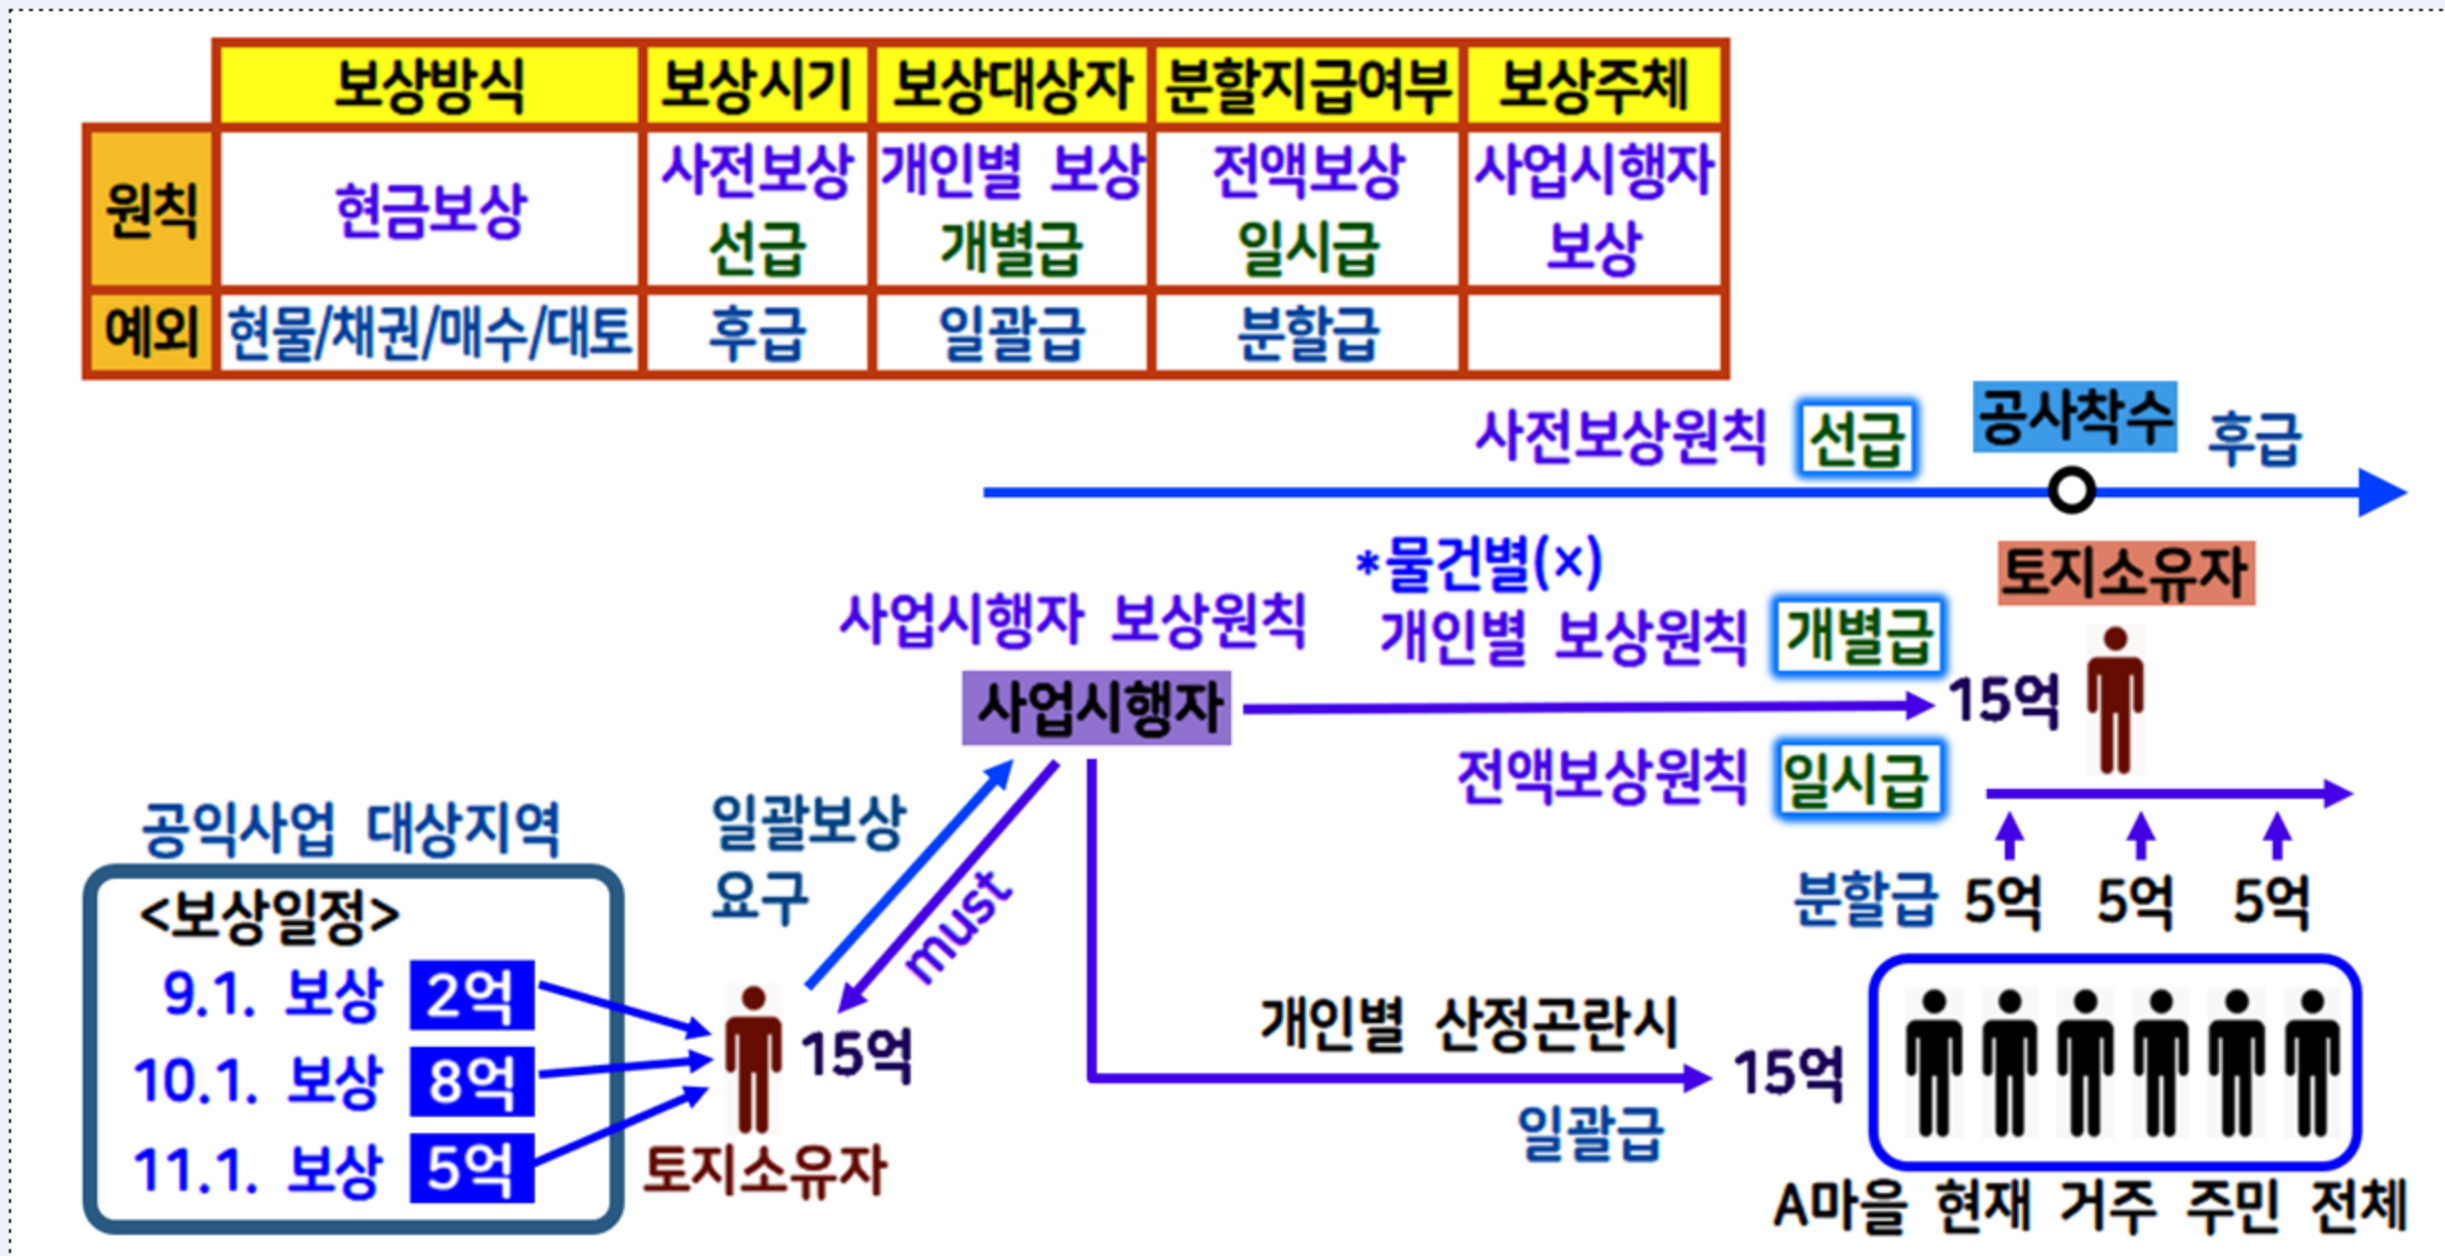 보상방식 보상시기 보상대상자 분할지급여부 보상주체
원칙 현금보상 사전보상 개인별 보상 전액보상 사업시행자
선급 개별급 일시급 보상
예외 현물/채권/매수/대토 후급 일괄급 분할급
사전보상원칙 선급 공사착수 후급
*물건별(×)
토지소유자
사업시행자 보상원칙
개인별 보상원칙 개별급
사업시행자
15억
전액보상원칙 일시급
분할급 5억 5억 5억
공익사업 대상지역
일괄보상
요구
must
<보상일정>
9.1. 보상 2억
10.1. 보상 8억
11.1. 보상 5억
15억
토지소유자
개인별 산정곤란시
15억
일괄급
A마을 현재 거주 주민 전체